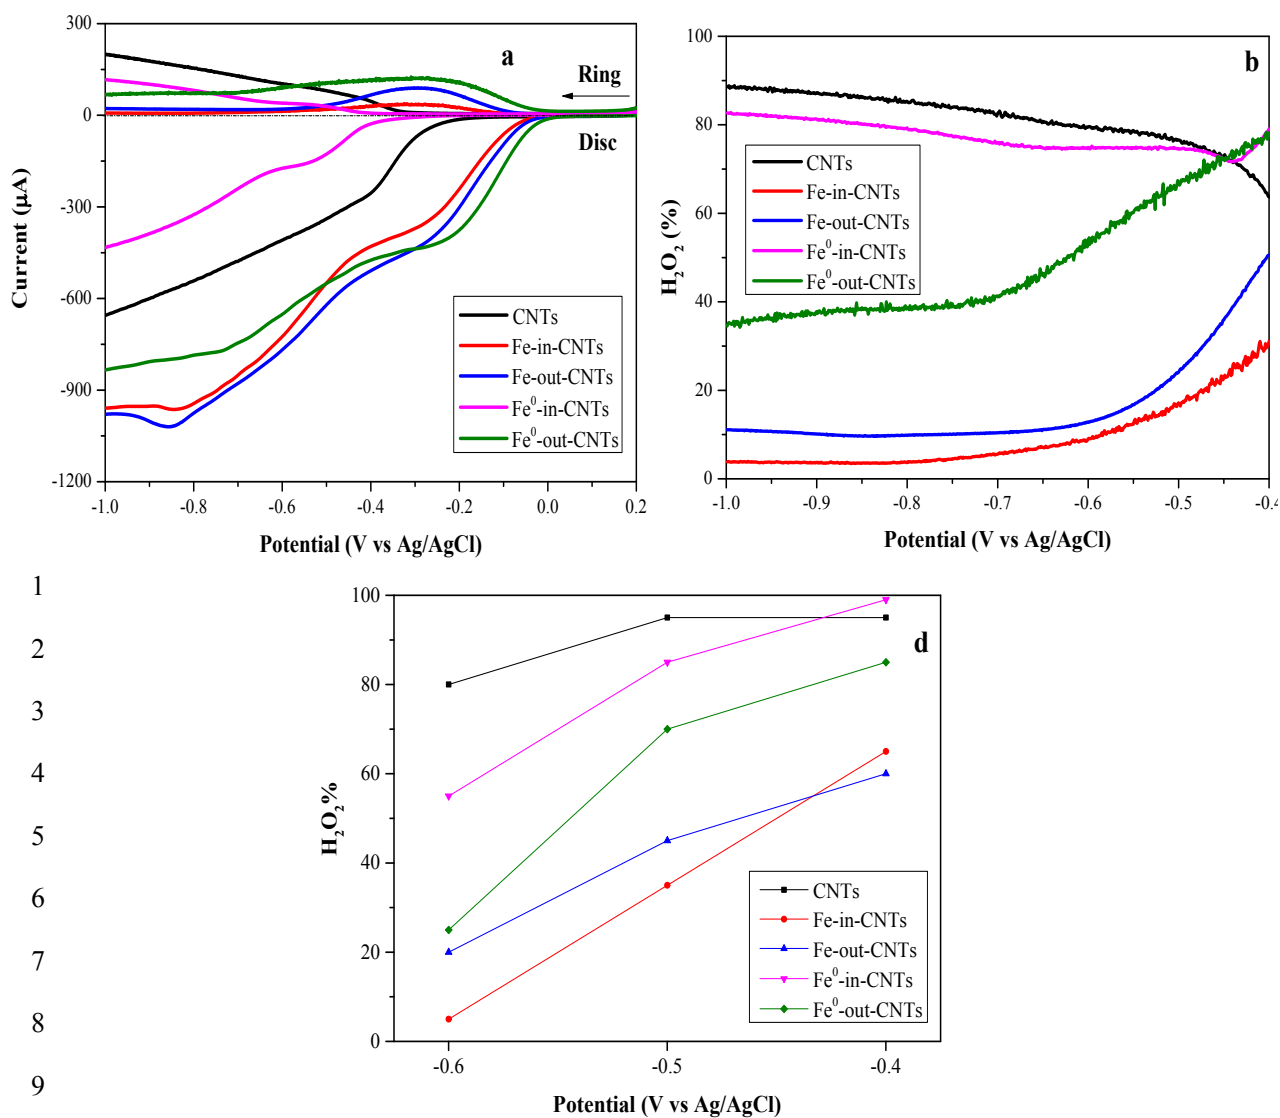 300
0
-300
-600
-900
-1200
Current (µA)
a
Ring
Disc
CNTs
Fe-in-CNTs
Fe-out-CNTs
Fe⁰-in-CNTs
Fe⁰-out-CNTs
-1.0 -0.8 -0.6 -0.4 -0.2 0.0 0.2
Potential (V vs Ag/AgCl)
100
80
60
40
20
0
H₂O₂ (%)
b
CNTs
Fe-in-CNTs
Fe-out-CNTs
Fe⁰-in-CNTs
Fe⁰-out-CNTs
-1.0 -0.9 -0.8 -0.7 -0.6 -0.5 -0.4
Potential (V vs Ag/AgCl)
1
2
3
4
5
6
7
8
9
100
80
60
40
20
0
H₂O₂%
d
CNTs
Fe-in-CNTs
Fe-out-CNTs
Fe⁰-in-CNTs
Fe⁰-out-CNTs
-0.6 -0.5 -0.4
Potential (V vs Ag/AgCl)